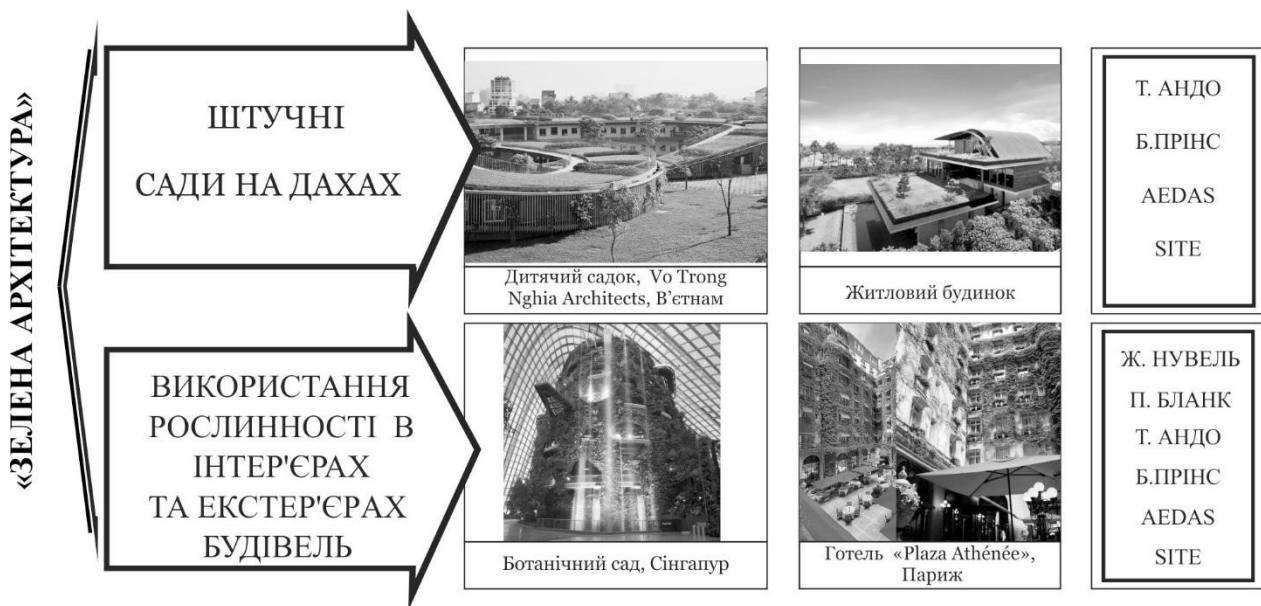 «ЗЕЛЕНА АРХІТЕКТУРА»
ШТУЧНІ
САДИ НА ДАХАХ
Дитячий садок, Vo Trong
Nghia Architects, В’єтнам
Житловий будинок
Т. АНДО
Б.ПРІНС
AEDAS
SITE
ВИКОРИСТАННЯ
РОСЛИННОСТІ В
ІНТЕР'ЄРАХ
ТА ЕКСТЕР'ЄРАХ
БУДІВЕЛЬ
Ботанічний сад, Сінгапур
Готель «Plaza Athénée»,
Париж
Ж. НУВЕЛЬ
П. БЛАНК
Т. АНДО
Б.ПРІНС
AEDAS
SITE